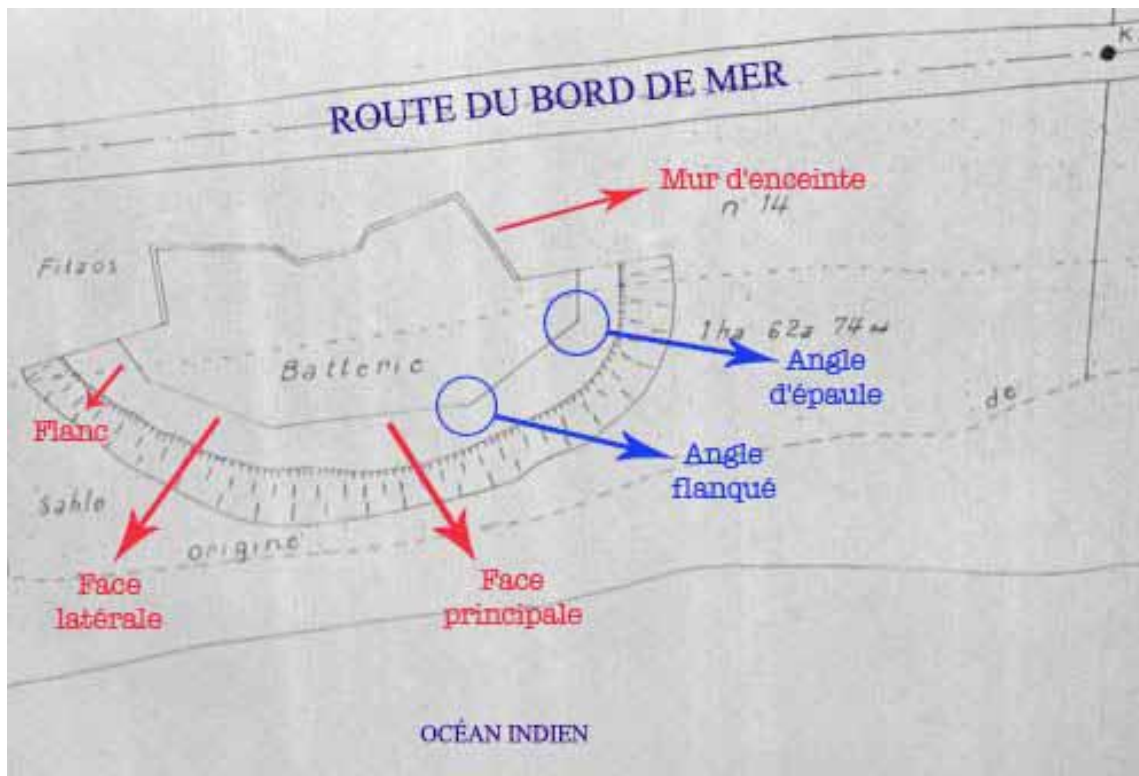 K
ROUTE DU BORD DE MER
Mur d'enceinte
n° 14
Filaos
1ha 62a 74
Batterie
Angle
d'épaule
de
Flanc
Angle
flanqué
Sable
origine
Face
latérale
Face
principale
OCÉAN INDIEN